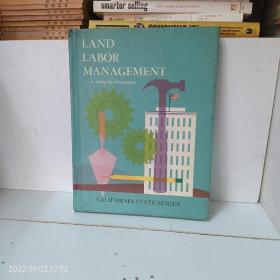 smarter selling
LAND
LABOR
MANAGEMENT
a study in economics
CALIFORNIA STATE SERIES
2022.09.02 12:12